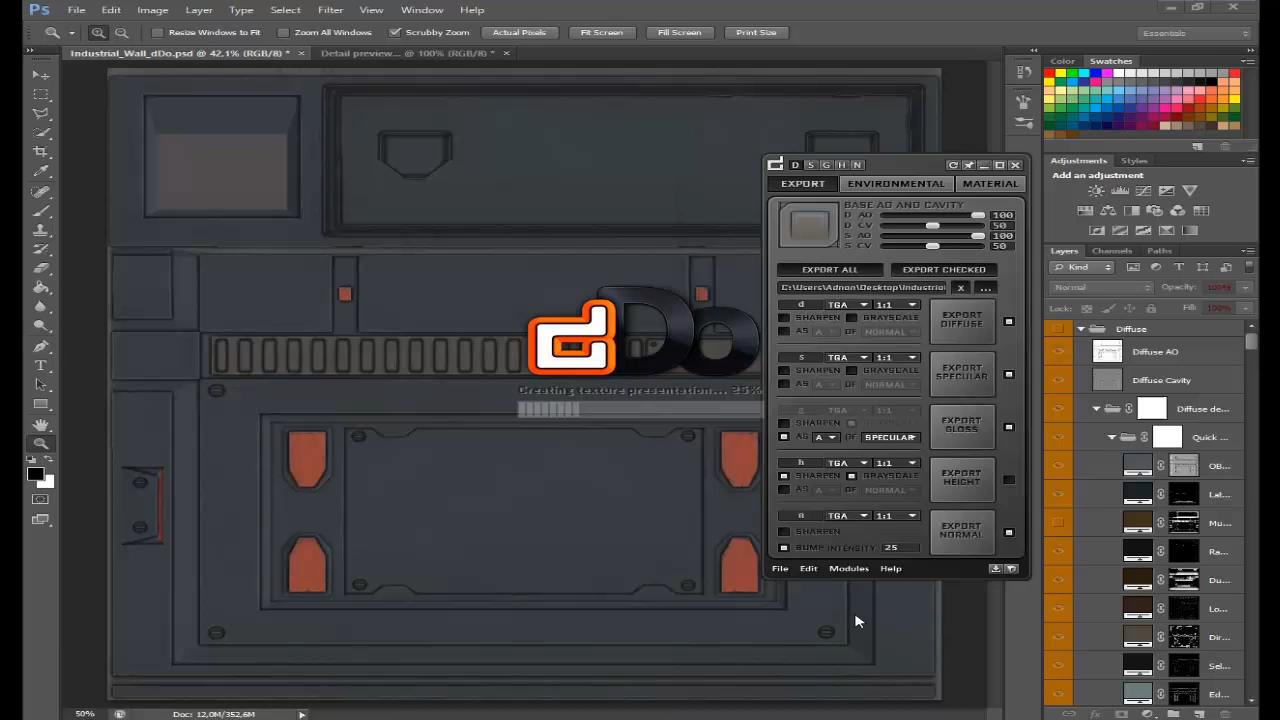 Ps File Edit Image Layer Type Select Filter View Window Help
Resize Windows to Fit Zoom All Windows Scrubby Zoom Actual Pixels Fit Screen Fill Screen Print Size Essentials
Industrial_Wall_dDo.psd @ 42,1% (RGB/8) * × Detail preview... @ 100% (RGB/8) * ×
Color Swatches
Adjustments Styles
Add an adjustment
Layers Channels Paths
Kind
Normal Opacity: 100%
Lock: Fill: 100%
Diffuse
Diffuse AO
Diffuse Cavity
Diffuse de...
Quick ...
OB...
Lal...
Mu...
Ra...
Du...
Lo...
Dir...
Sel...
Ed...
D S G H N
EXPORT ENVIRONMENTAL MATERIAL
BASE AO AND CAVITY
D AO 100
D CV 50
S AO 100
S CV 50
EXPORT ALL EXPORT CHECKED
C:\Users\Adnan\Desktop\Industrial X ...
d TGA 1:1
SHARPEN GRAYSCALE
AS A OF NORMAL
EXPORT DIFFUSE
s TGA 1:1
SHARPEN GRAYSCALE
AS A OF NORMAL
EXPORT SPECULAR
g TGA 1:1
SHARPEN GRAYSCALE
AS A OF SPECULAR
EXPORT GLOSS
h TGA 1:1
SHARPEN GRAYSCALE
AS A OF NORMAL
EXPORT HEIGHT
n TGA 1:1
SHARPEN
BUMP INTENSITY: 25
EXPORT NORMAL
File Edit Modules Help
dDo
Creating texture presentation... 25%
50% Doc: 12,0M/352,6M